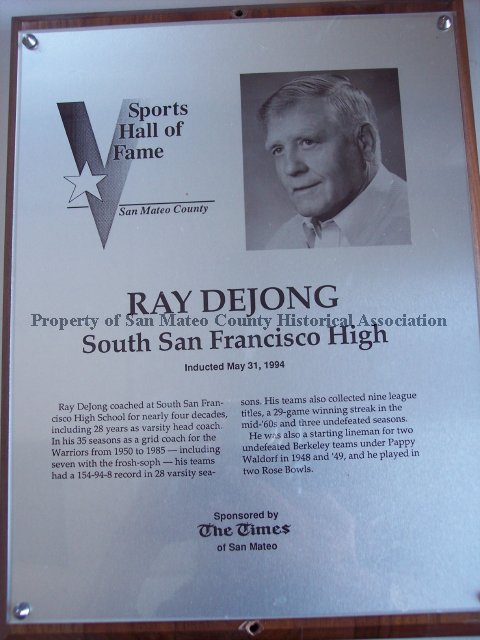 Sports
Hall of
Fame
San Mateo County
RAY DEJONG
Property of San Mateo County Historical Association
South San Francisco High
Inducted May 31, 1994
Ray DeJong coached at South San Fran-
cisco High School for nearly four decades,
including 28 years as varsity head coach.
In his 35 seasons as a grid coach for the
Warriors from 1950 to 1985 — including
seven with the frosh-soph — his teams
had a 154-94-8 record in 28 varsity sea-
sons. His teams also collected nine league
titles, a 29-game winning streak in the
mid-'60s and three undefeated seasons.
He was also a starting lineman for two
undefeated Berkeley teams under Pappy
Waldorf in 1948 and '49, and he played in
two Rose Bowls.
Sponsored by
The Times
of San Mateo